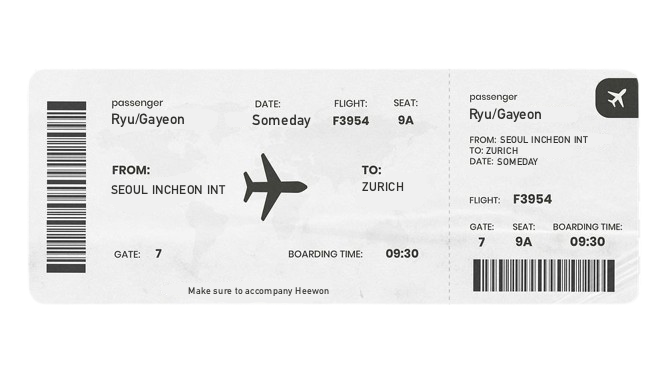 passenger
Ryu/Gayeon
DATE:
Someday
FLIGHT:
F3954
SEAT:
9A
FROM:
SEOUL INCHEON INT
TO:
ZURICH
GATE: 7
BOARDING TIME: 09:30
Make sure to accompany Heewon
passenger
Ryu/Gayeon
FROM: SEOUL INCHEON INT
TO: ZURICH
DATE: SOMEDAY
FLIGHT: F3954
GATE: SEAT: BOARDING TIME:
7 9A 09:30